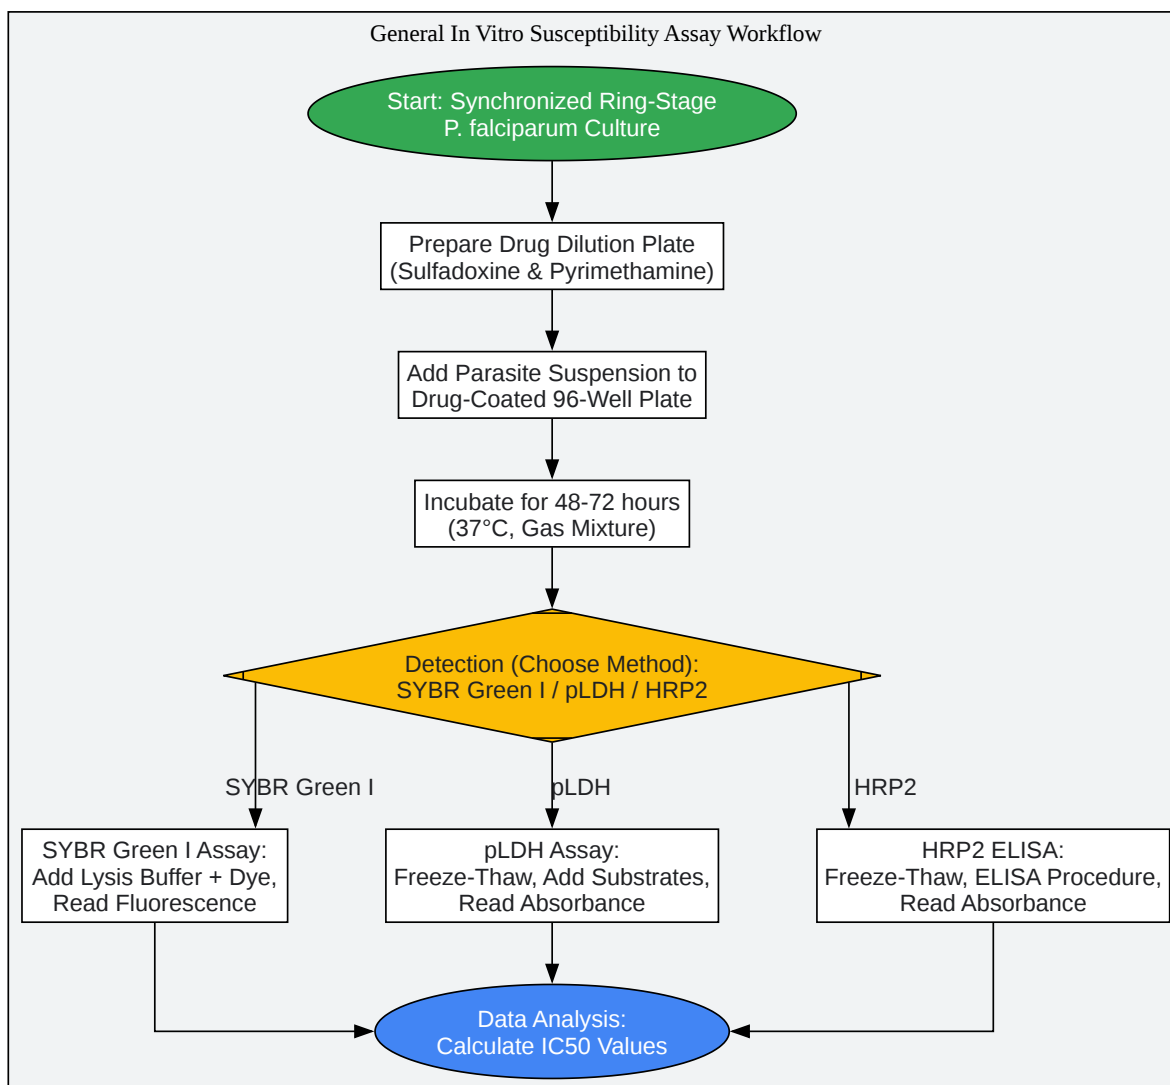 General In Vitro Susceptibility Assay Workflow
Start: Synchronized Ring-Stage
P. falciparum Culture
Prepare Drug Dilution Plate
(Sulfadoxine & Pyrimethamine)
Add Parasite Suspension to
Drug-Coated 96-Well Plate
Incubate for 48-72 hours
(37°C, Gas Mixture)
Detection (Choose Method):
SYBR Green I / pLDH / HRP2
SYBR Green I
pLDH
HRP2
SYBR Green I Assay:
Add Lysis Buffer + Dye,
Read Fluorescence
pLDH Assay:
Freeze-Thaw, Add Substrates,
Read Absorbance
HRP2 ELISA:
Freeze-Thaw, ELISA Procedure,
Read Absorbance
Data Analysis:
Calculate IC50 Values